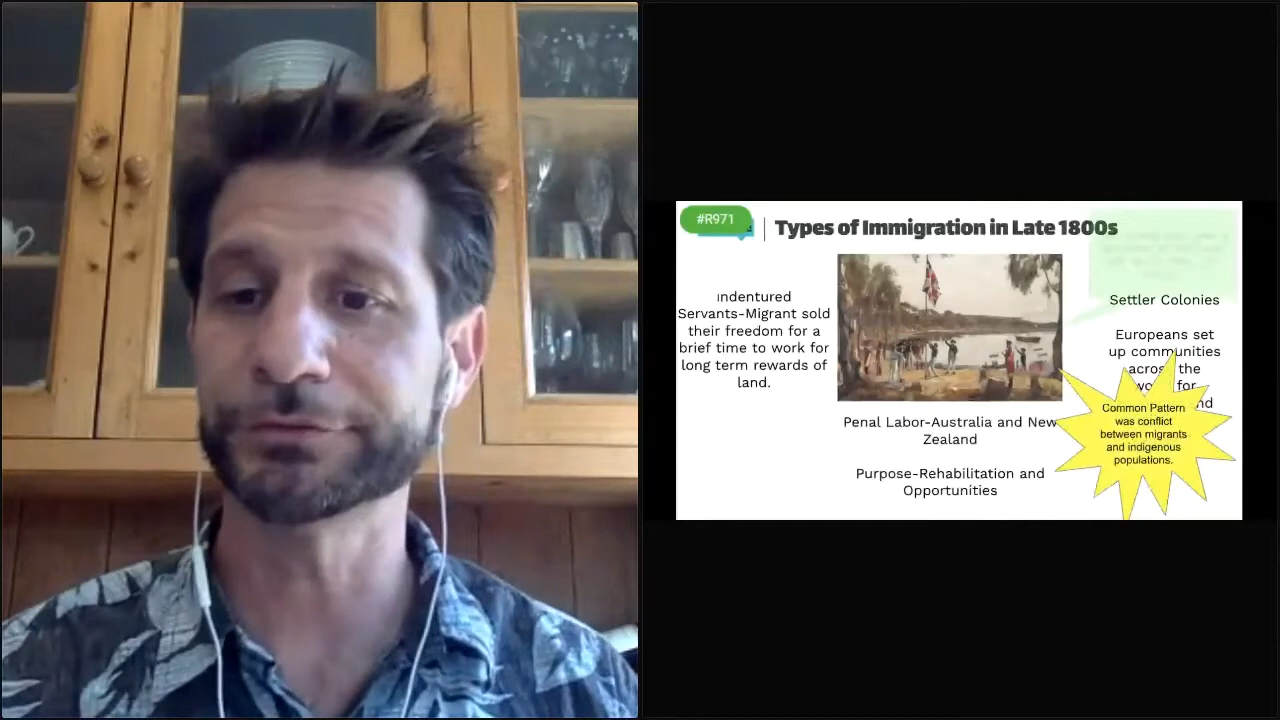 #R971
Types of Immigration in Late 1800s
Indentured
Servants-Migrant sold
their freedom for a
brief time to work for
long term rewards of
land.
Penal Labor-Australia and New
Zealand
Purpose-Rehabilitation and
Opportunities
Settler Colonies
Europeans set
up communities
across the
for
Common Pattern
was conflict
between migrants
and indigenous
populations.